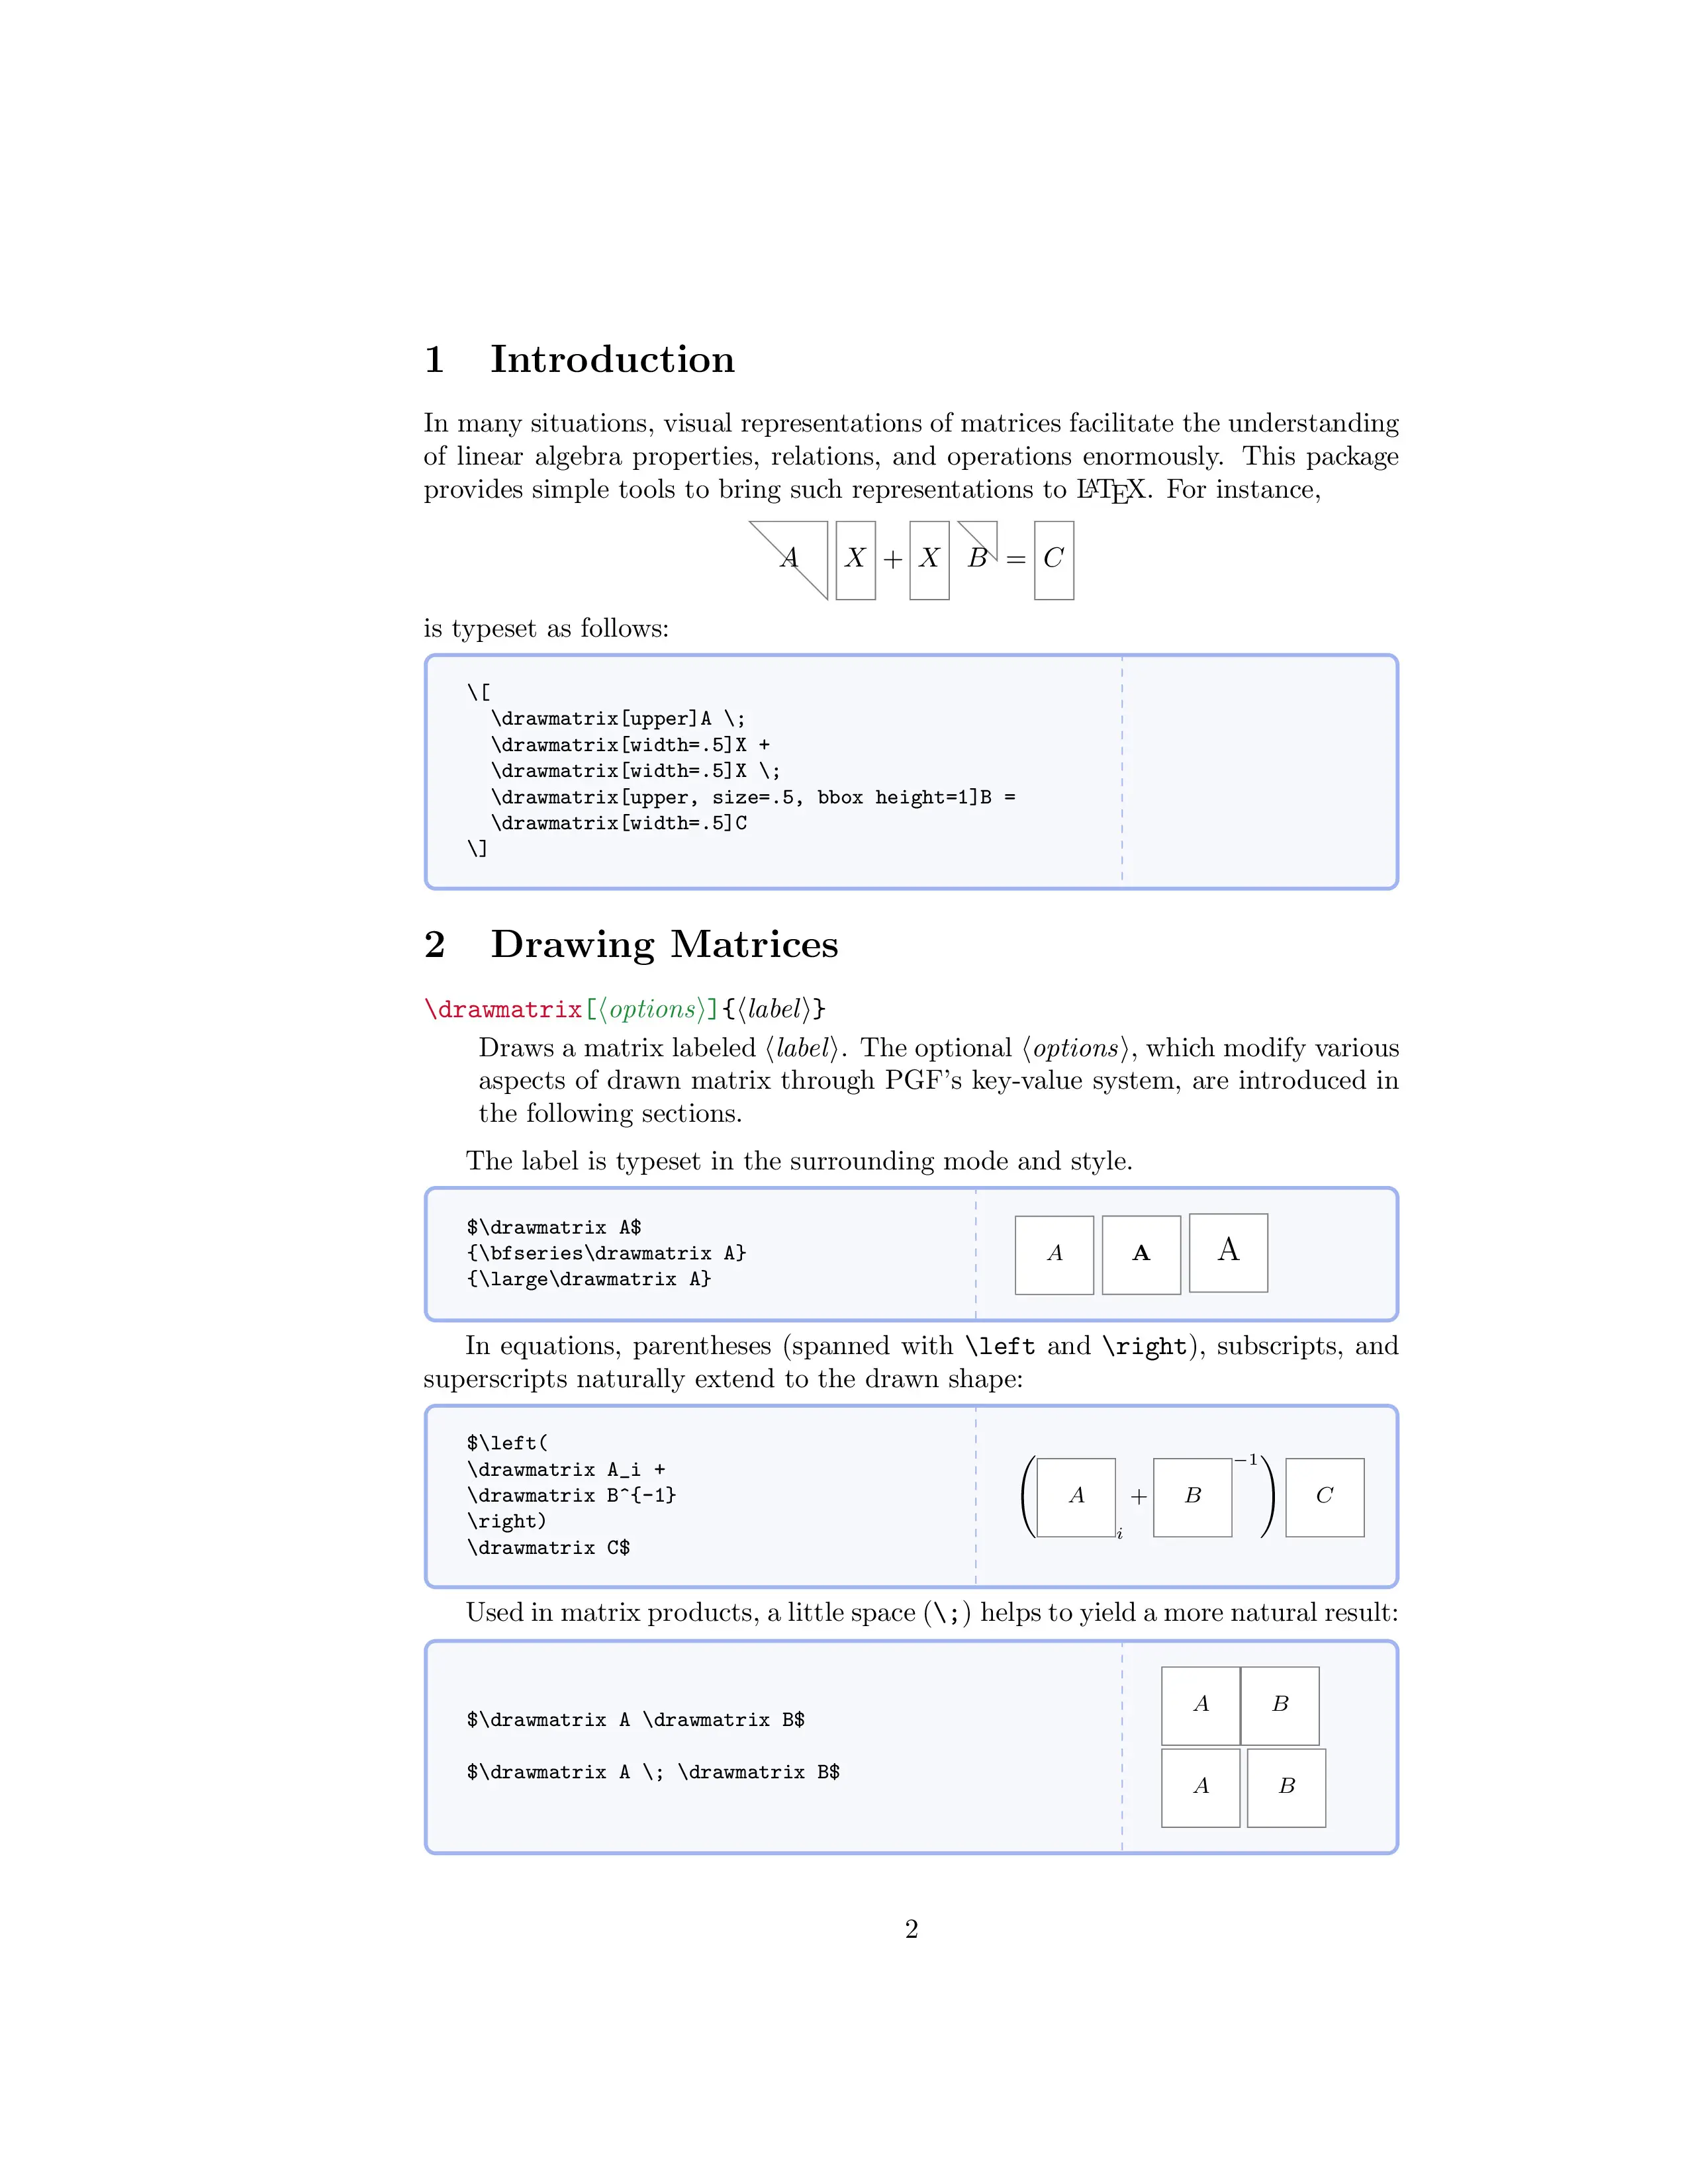 1 Introduction
In many situations, visual representations of matrices facilitate the understanding
of linear algebra properties, relations, and operations enormously. This package
provides simple tools to bring such representations to LATEX. For instance,
A X + X B = C
is typeset as follows:
\[
\drawmatrix[upper]A \;
\drawmatrix[width=.5]X +
\drawmatrix[width=.5]X \;
\drawmatrix[upper, size=.5, bbox height=1]B =
\drawmatrix[width=.5]C
\]
2 Drawing Matrices
\drawmatrix[⟨options⟩]{⟨label⟩}
Draws a matrix labeled ⟨label⟩. The optional ⟨options⟩, which modify various
aspects of drawn matrix through PGF's key-value system, are introduced in
the following sections.
The label is typeset in the surrounding mode and style.
$\drawmatrix A$
{\bfseries\drawmatrix A}
{\large\drawmatrix A}
A A A
In equations, parentheses (spanned with \left and \right), subscripts, and
superscripts naturally extend to the drawn shape:
$\left(
\drawmatrix A_i +
\drawmatrix B^{-1}
\right)
\drawmatrix C$
( A i + B −1 ) C
Used in matrix products, a little space (\;) helps to yield a more natural result:
$\drawmatrix A \drawmatrix B$
$\drawmatrix A \; \drawmatrix B$
A B
A B
2